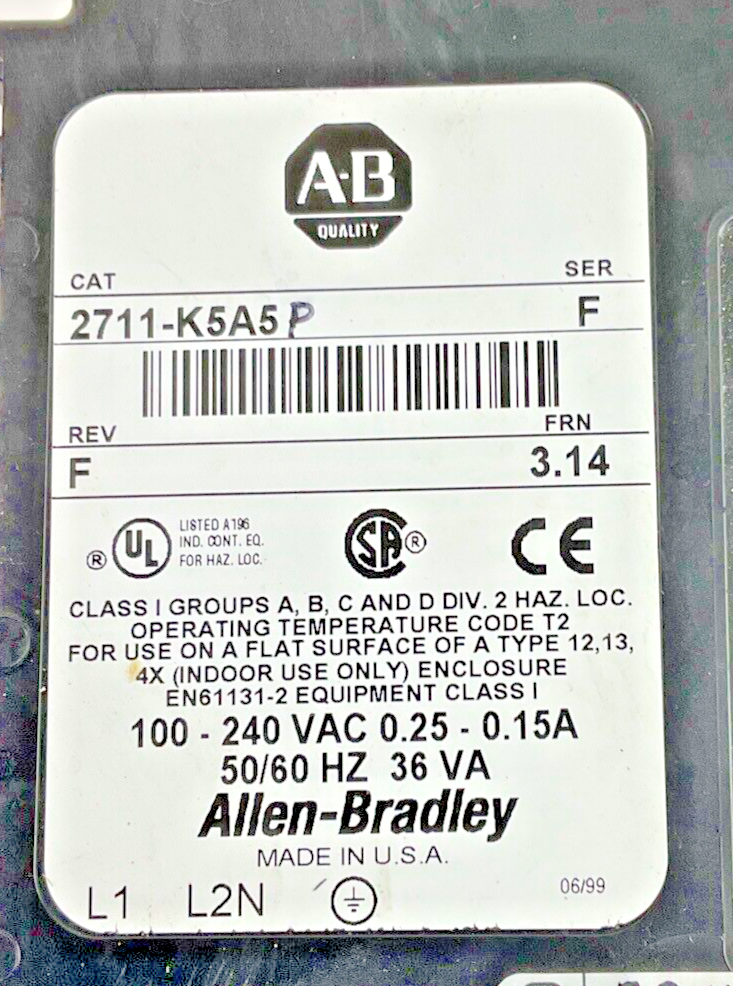 A-B
QUALITY
CAT
SER
2711-K5A5P
F
REV
FRN
F
3.14
® UL
LISTED A196
IND. CONT. EQ.
FOR HAZ. LOC.
SA ®
CE
CLASS I GROUPS A, B, C AND D DIV. 2 HAZ. LOC.
OPERATING TEMPERATURE CODE T2
FOR USE ON A FLAT SURFACE OF A TYPE 12,13,
4X (INDOOR USE ONLY) ENCLOSURE
EN61131-2 EQUIPMENT CLASS I
100 - 240 VAC 0.25 - 0.15A
50/60 HZ 36 VA
Allen-Bradley
MADE IN U.S.A.
L1 L2N
06/99